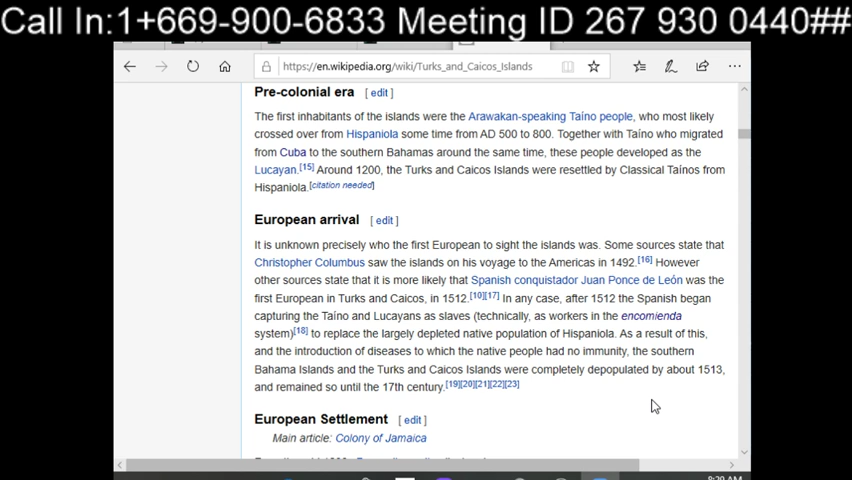 Call In:1+669-900-6833 Meeting ID 267 930 0440##
https://en.wikipedia.org/wiki/Turks_and_Caicos_Islands
Pre-colonial era [ edit ]
The first inhabitants of the islands were the Arawakan-speaking Taíno people, who most likely
crossed over from Hispaniola some time from AD 500 to 800. Together with Taíno who migrated
from Cuba to the southern Bahamas around the same time, these people developed as the
Lucayan.[15] Around 1200, the Turks and Caicos Islands were resettled by Classical Taínos from
Hispaniola.[citation needed]
European arrival [ edit ]
It is unknown precisely who the first European to sight the islands was. Some sources state that
Christopher Columbus saw the islands on his voyage to the Americas in 1492.[16] However
other sources state that it is more likely that Spanish conquistador Juan Ponce de León was the
first European in Turks and Caicos, in 1512.[10][17] In any case, after 1512 the Spanish began
capturing the Taíno and Lucayans as slaves (technically, as workers in the encomienda
system)[18] to replace the largely depleted native population of Hispaniola. As a result of this,
and the introduction of diseases to which the native people had no immunity, the southern
Bahama Islands and the Turks and Caicos Islands were completely depopulated by about 1513,
and remained so until the 17th century.[19][20][21][22][23]
European Settlement [ edit ]
Main article: Colony of Jamaica